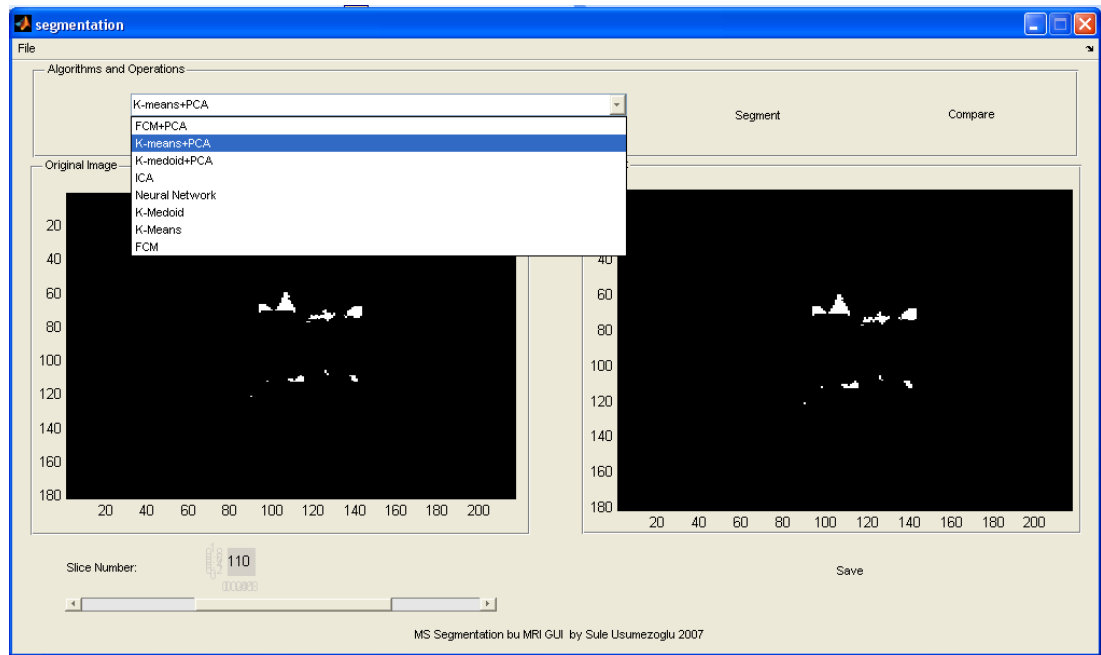 segmentation
File
Algorithms and Operations
K-means+PCA
Segment
Compare
FCM+PCA
K-means+PCA
K-medoid+PCA
ICA
Neural Network
K-Medoid
K-Means
FCM
Original Image
20
40
60
80
100
120
140
160
180
20 40 60 80 100 120 140 160 180 200
40
60
80
100
120
140
160
180
20 40 60 80 100 120 140 160 180 200
Slice Number:
110
Save
MS Segmentation bu MRI GUI by Sule Usumezoglu 2007